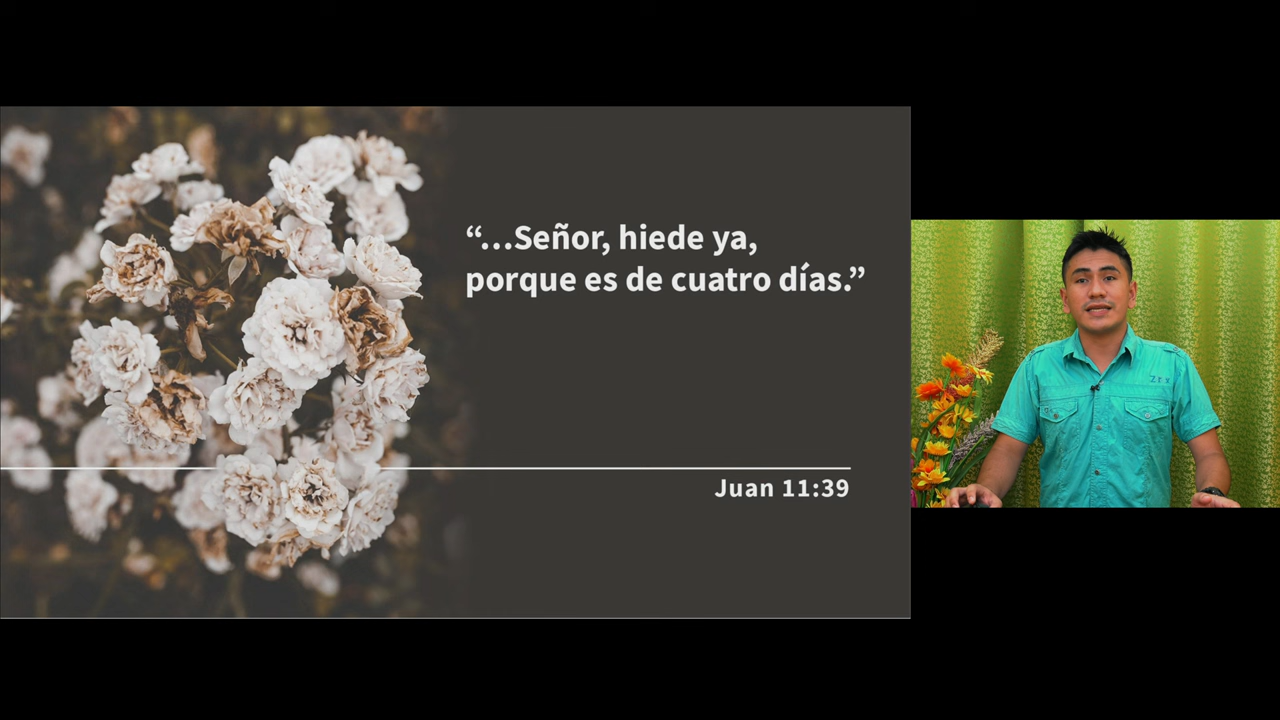 “...Señor, hiede ya,
porque es de cuatro días.”
Juan 11:39